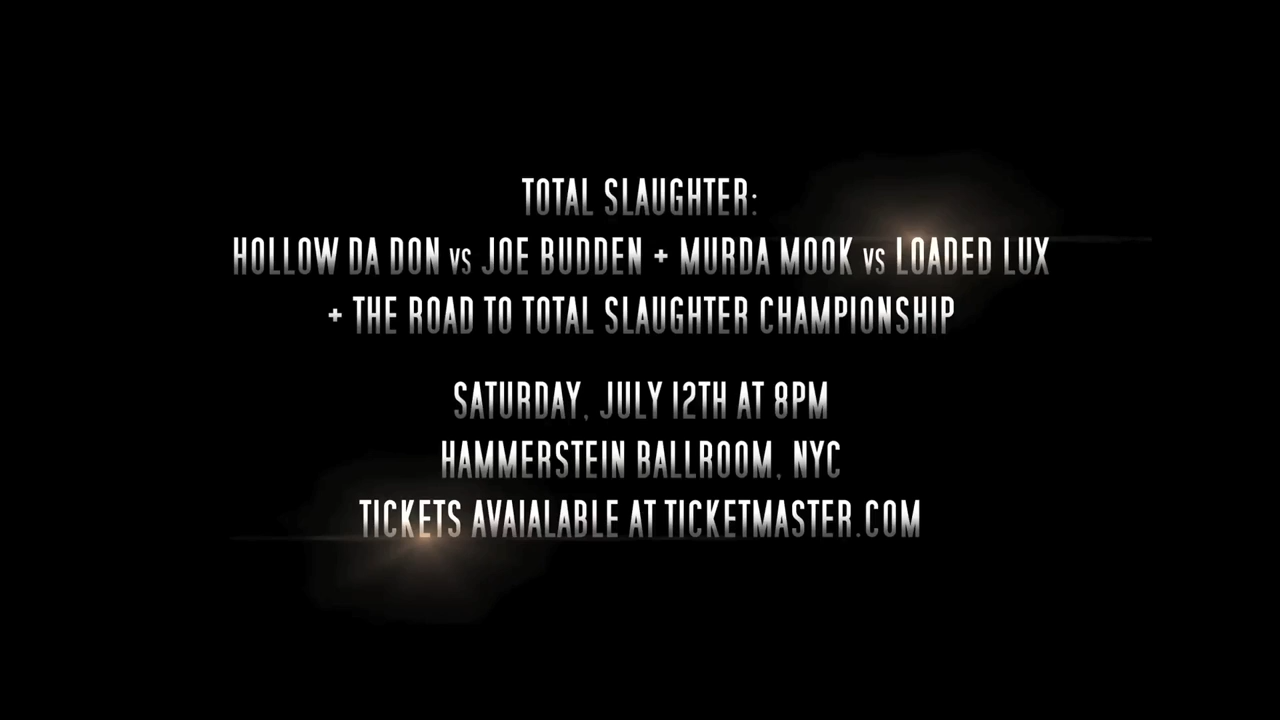 TOTAL SLAUGHTER:
HOLLOW DA DON VS JOE BUDDEN + MURDA MOOK VS LOADED LUX
+ THE ROAD TO TOTAL SLAUGHTER CHAMPIONSHIP
SATURDAY, JULY 12TH AT 8PM
HAMMERSTEIN BALLROOM, NYC
TICKETS AVAIALABLE AT TICKETMASTER.COM